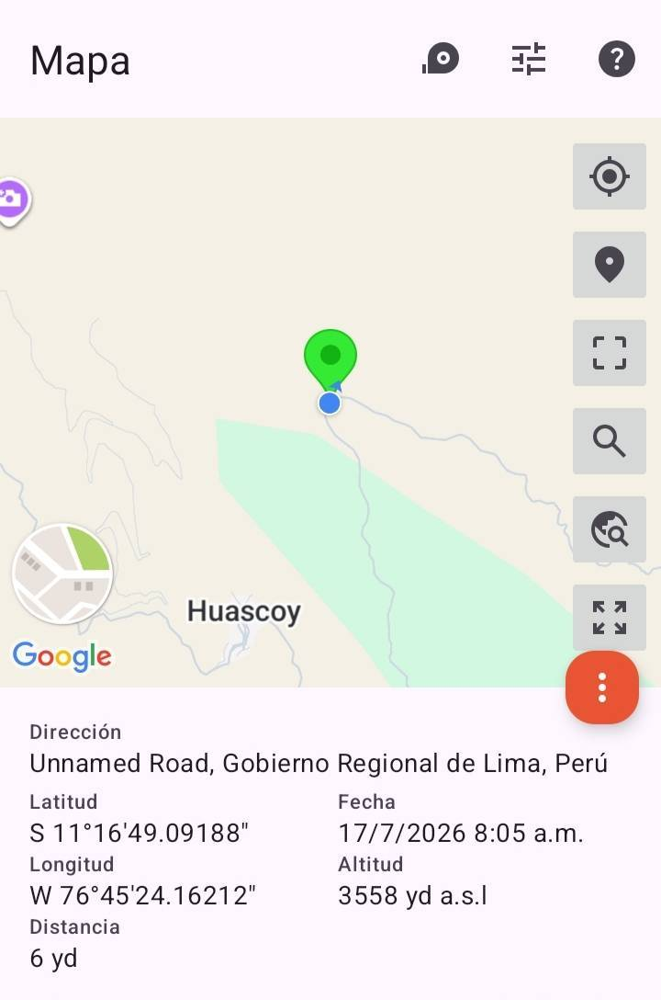 Mapa
Huascoy
Google
Dirección
Unnamed Road, Gobierno Regional de Lima, Perú
Latitud
S 11°16'49.09188"
Fecha
17/7/2026 8:05 a.m.
Longitud
W 76°45'24.16212"
Altitud
3558 yd a.s.l
Distancia
6 yd